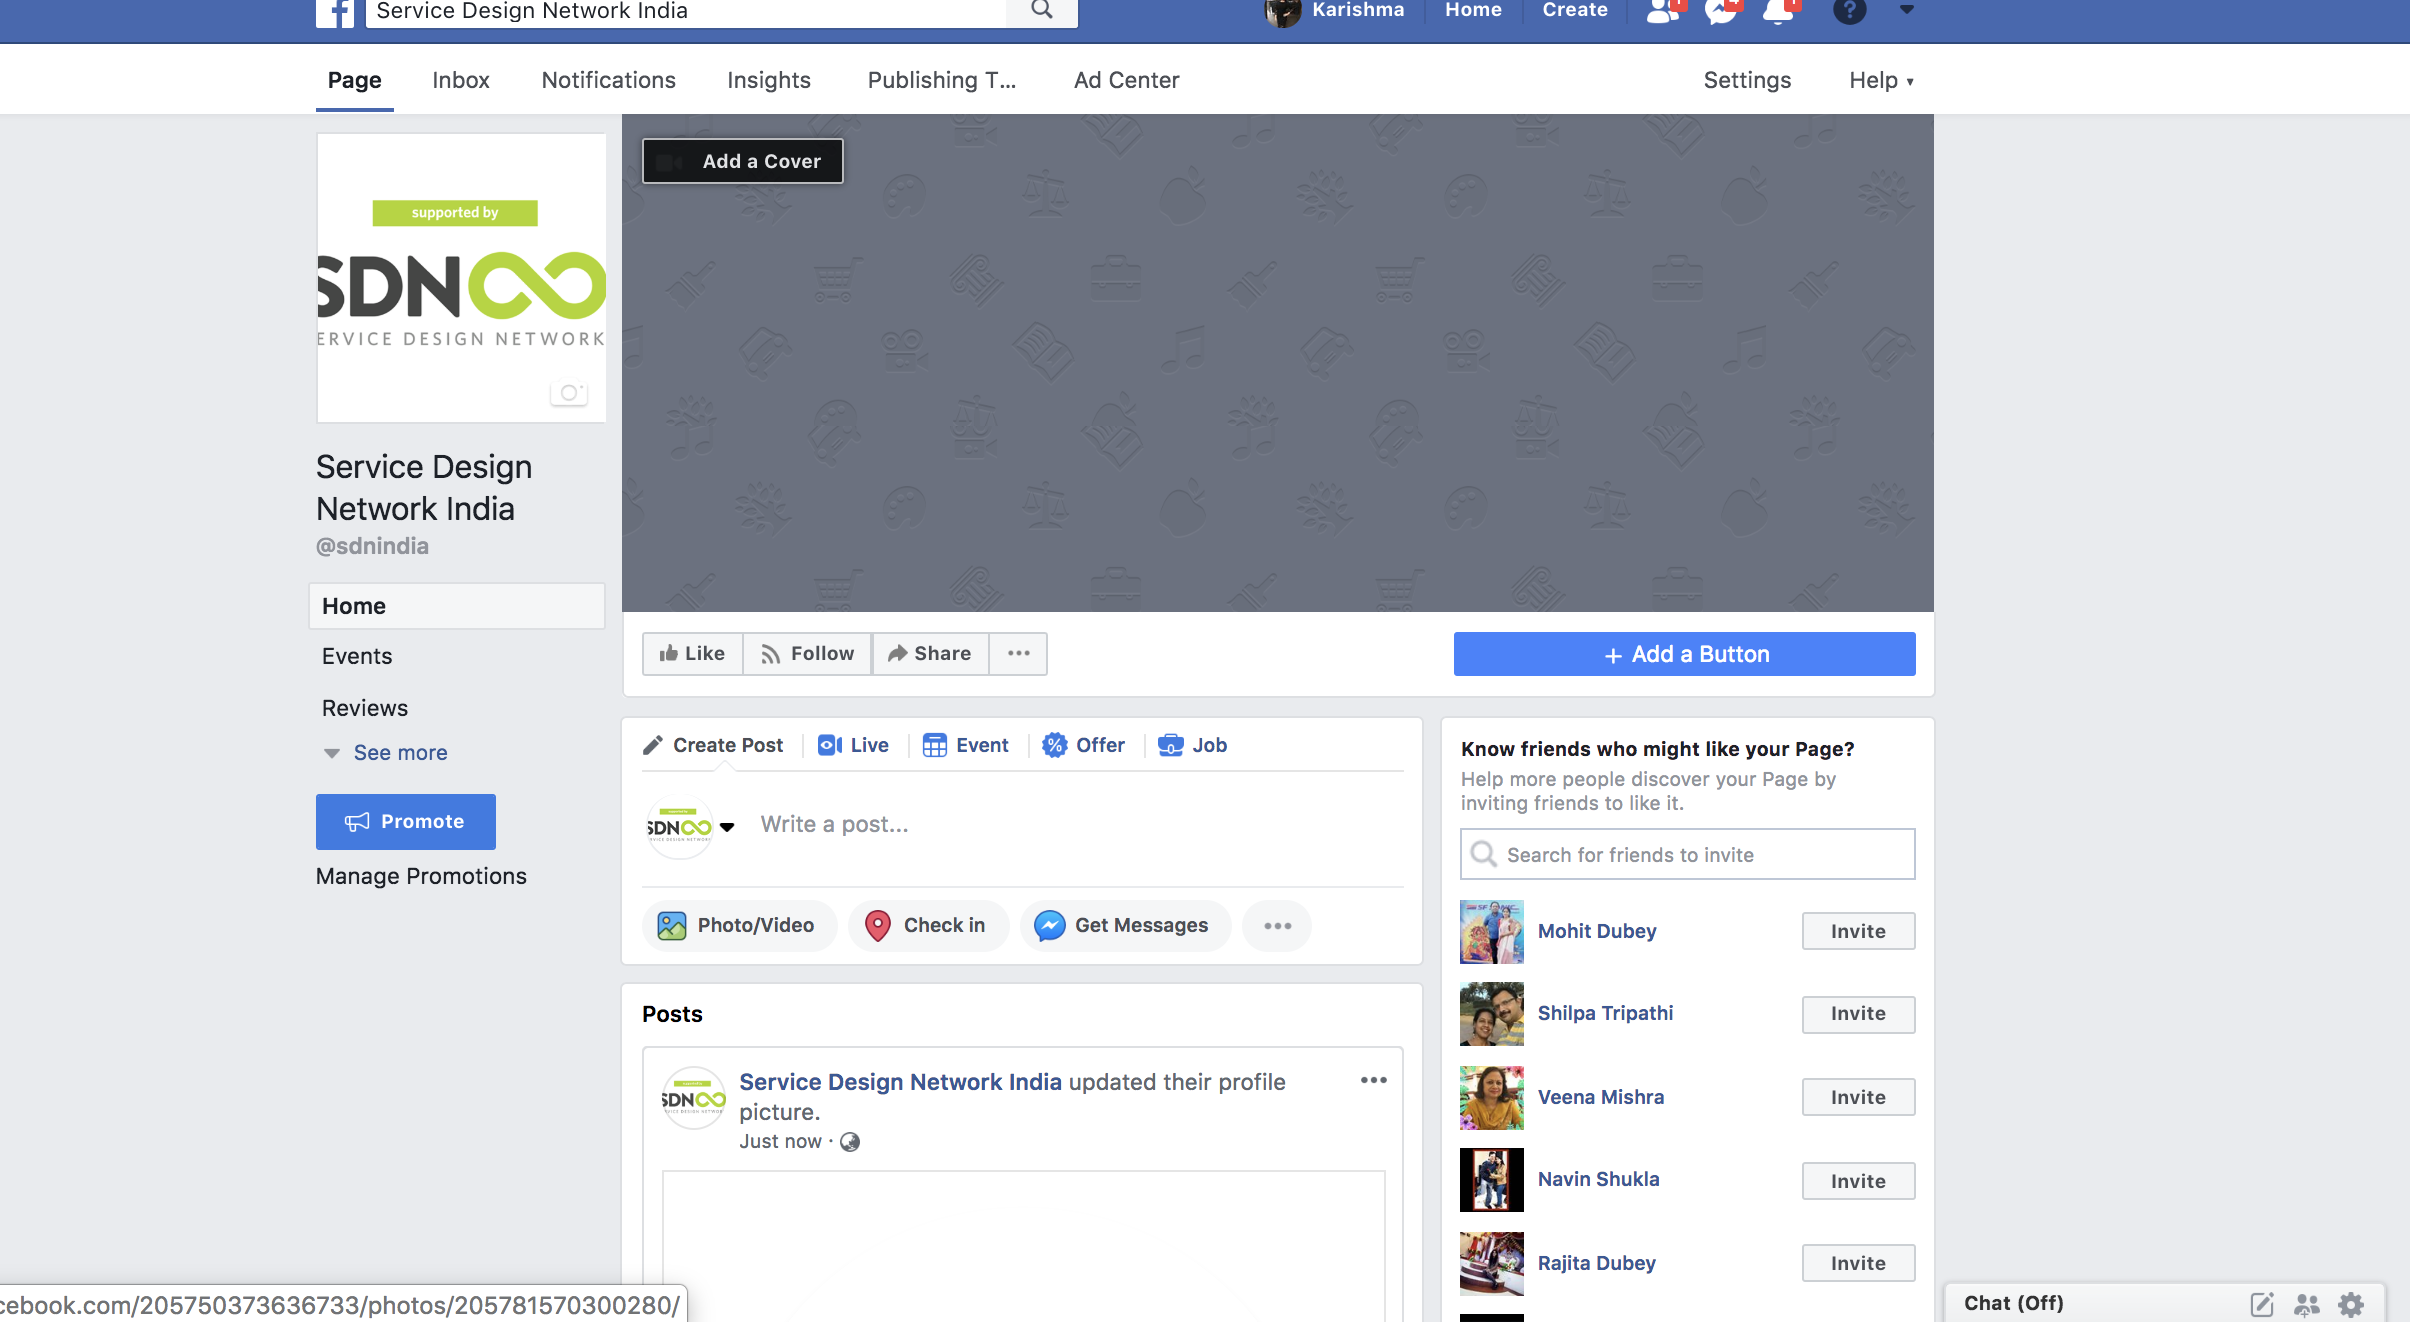 Service Design Network India
Karishma
Home
Create
?
Page
Inbox
Notifications
Insights
Publishing T...
Ad Center
Settings
Help
supported by
SDN
ERVICE DESIGN NETWORK
Service Design
Network India
@sdnindia
Home
Events
Reviews
See more
Promote
Manage Promotions
Add a Cover
Like
Follow
Share
+ Add a Button
Create Post
Live
Event
Offer
Job
SDN
Write a post...
Photo/Video
Check in
Get Messages
Posts
SDN
Service Design Network India updated their profile
picture.
Just now ·
Know friends who might like your Page?
Help more people discover your Page by
inviting friends to like it.
Search for friends to invite
Mohit Dubey
Invite
Shilpa Tripathi
Invite
Veena Mishra
Invite
Navin Shukla
Invite
Rajita Dubey
Invite
cebook.com/205750373636733/photos/205781570300280/
Chat (Off)